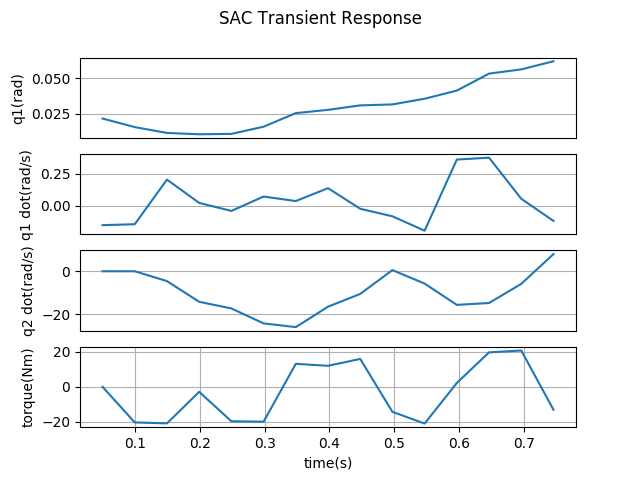 SAC Transient Response
q1(rad)
0.050
0.025
q1 dot(rad/s)
0.25
0.00
q2 dot(rad/s)
0
−20
torque(Nm)
20
0
−20
0.1 0.2 0.3 0.4 0.5 0.6 0.7
time(s)